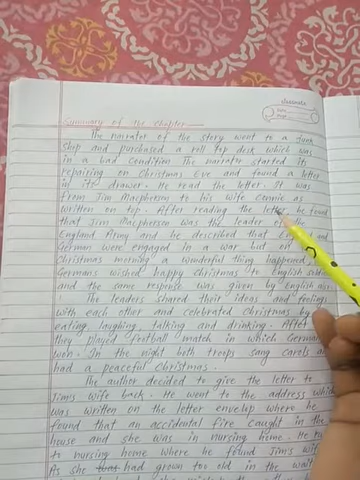 Summary of the chapter
The narrator of the story went to a junk
Shop and purchased a roll top desk which was
in a bad condition. The narrator started its
repairing on Christmas Eve and found a letter
in its drawer. He read the letter. It was
from Jim Macpherson to his wife Connie as
written on top. After reading the letter he found
that Jim Macpherson was the leader of the
England Army and he described that and
German were engaged in a war but on
Christmas morning a wonderful thing happened
Germans wished happy christmas to English
and the same response was given by English
The leaders shared their ideas and feelings
with each other and celebrated Christmas by
eating, laughing, talking and drinking. After
they played football match in which
won. In the night both troops sang carols
had a peaceful christmas.
The author decided to give the letter to
Jim's wife back. He went to the address which
was written on the letter envelup where he
found that an accidental fire caught in the
house and she was in nursing home. He
to nursing home where he found Jim's
As she had grown too old in the